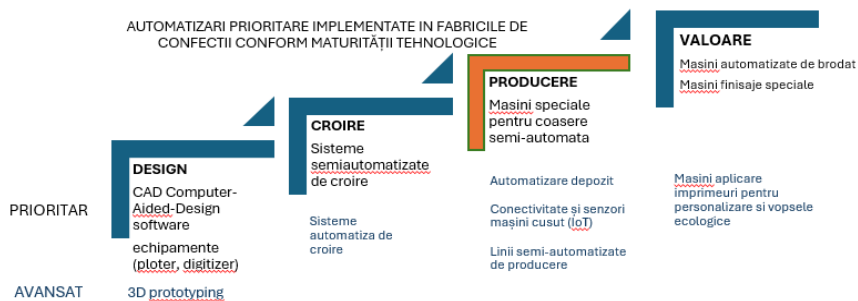 AUTOMATIZARI PRIORITARE IMPLEMENTATE IN FABRICILE DE
CONFECTII CONFORM MATURITĂȚII TEHNOLOGICE
VALOARE
Masini automatizate de brodat
Masini finisaje speciale
PRODUCERE
Masini speciale
pentru coasere
semi-automata
CROIRE
Sisteme
semiautomatizate
de croire
DESIGN
CAD Computer-
Aided-Design
software
echipamente
(ploter, digitizer)
PRIORITAR
Sisteme
automatiza de
croire
Automatizare depozit
Conectivitate și senzori
mașini cusut (IoT)
Linii semi-automatizate
de producere
Masini aplicare
imprimeuri pentru
personalizare si vopsele
ecologice
AVANSAT
3D prototyping